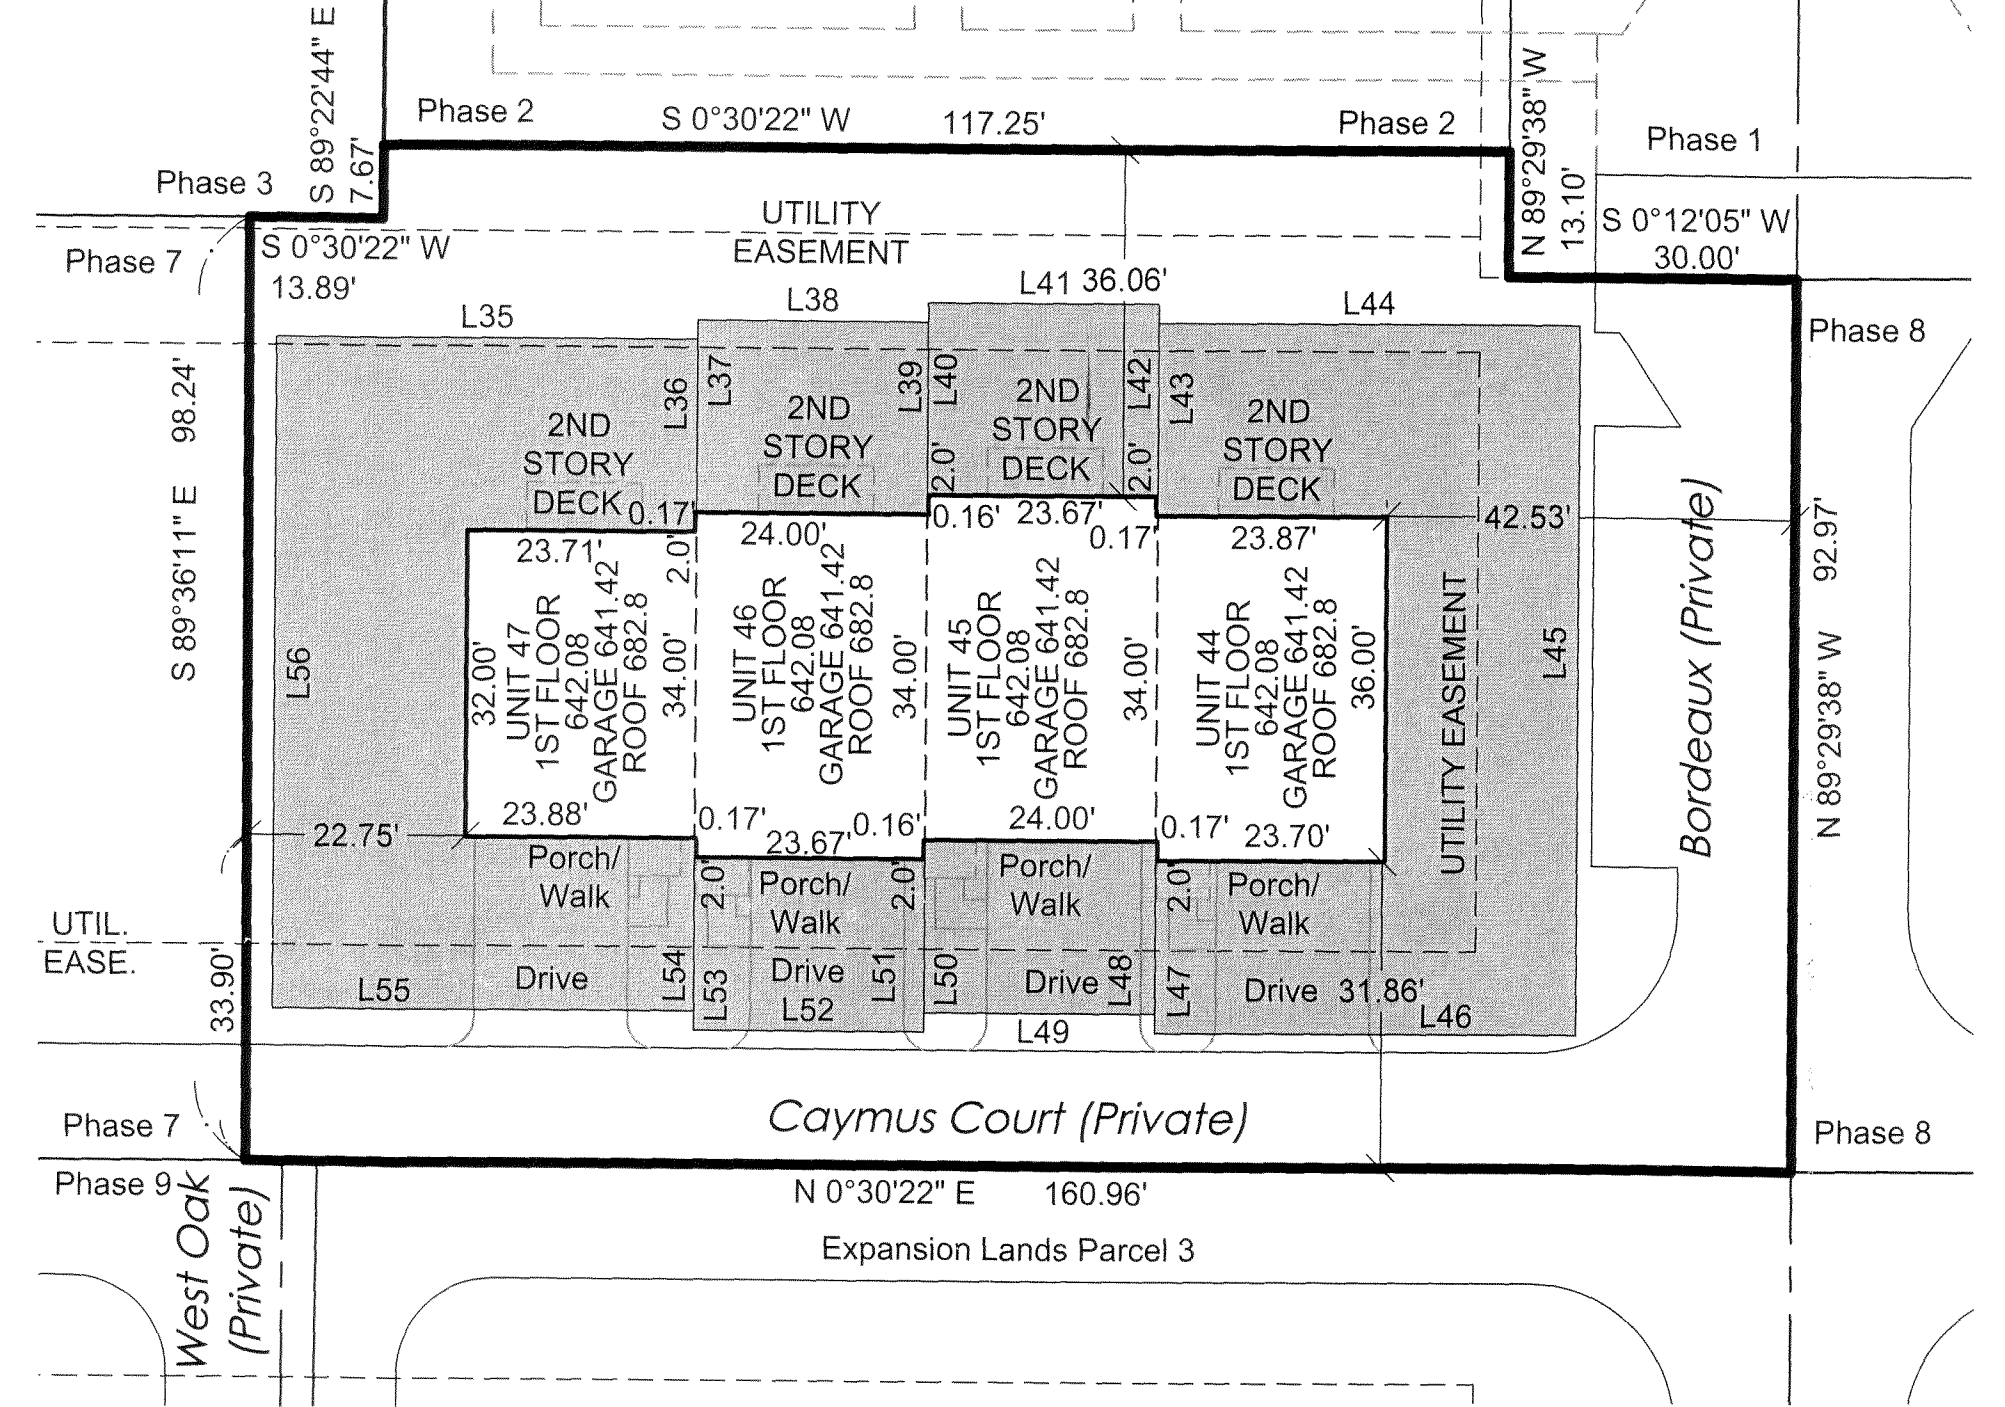 S 89°22'44" E
7.67'
Phase 2
S 0°30'22" W
117.25'
Phase 2
N 89°29'38" W
13.10'
Phase 1
Phase 3
S 0°12'05" W
30.00'
UTILITY
EASEMENT
Phase 7
S 0°30'22" W
13.89'
L35
L38
L41
36.06'
L44
Phase 8
S 89°36'11" E 98.24'
L36
L37
L39
L40
L42
L43
2ND
STORY
DECK
2ND
STORY
DECK
2ND
STORY
DECK
2ND
STORY
DECK
2.0'
2.0'
0.17'
23.71'
2.0'
24.00'
0.16'
23.67'
0.17'
23.87'
42.53'
32.00'
UNIT 47
1ST FLOOR
642.08
GARAGE 641.42
ROOF 682.8
34.00'
UNIT 46
1ST FLOOR
642.08
GARAGE 641.42
ROOF 682.8
34.00'
UNIT 45
1ST FLOOR
642.08
GARAGE 641.42
ROOF 682.8
34.00'
UNIT 44
1ST FLOOR
642.08
GARAGE 641.42
ROOF 682.8
36.00'
UTILITY EASEMENT
L45
L56
Bordeaux (Private)
N 89°29'38" W 92.97'
22.75'
23.88'
0.17'
23.67'
0.16'
24.00'
0.17'
23.70'
Porch/
Walk
2.0'
Porch/
Walk
2.0'
Porch/
Walk
2.0'
Porch/
Walk
UTIL.
EASE.
33.90'
L55
Drive
L54
L53
Drive
L52
L51
L50
Drive
L49
L48
L47
Drive
31.86'
L46
Caymus Court (Private)
Phase 7
Phase 8
Phase 9
West Oak
(Private)
N 0°30'22" E
160.96'
Expansion Lands Parcel 3